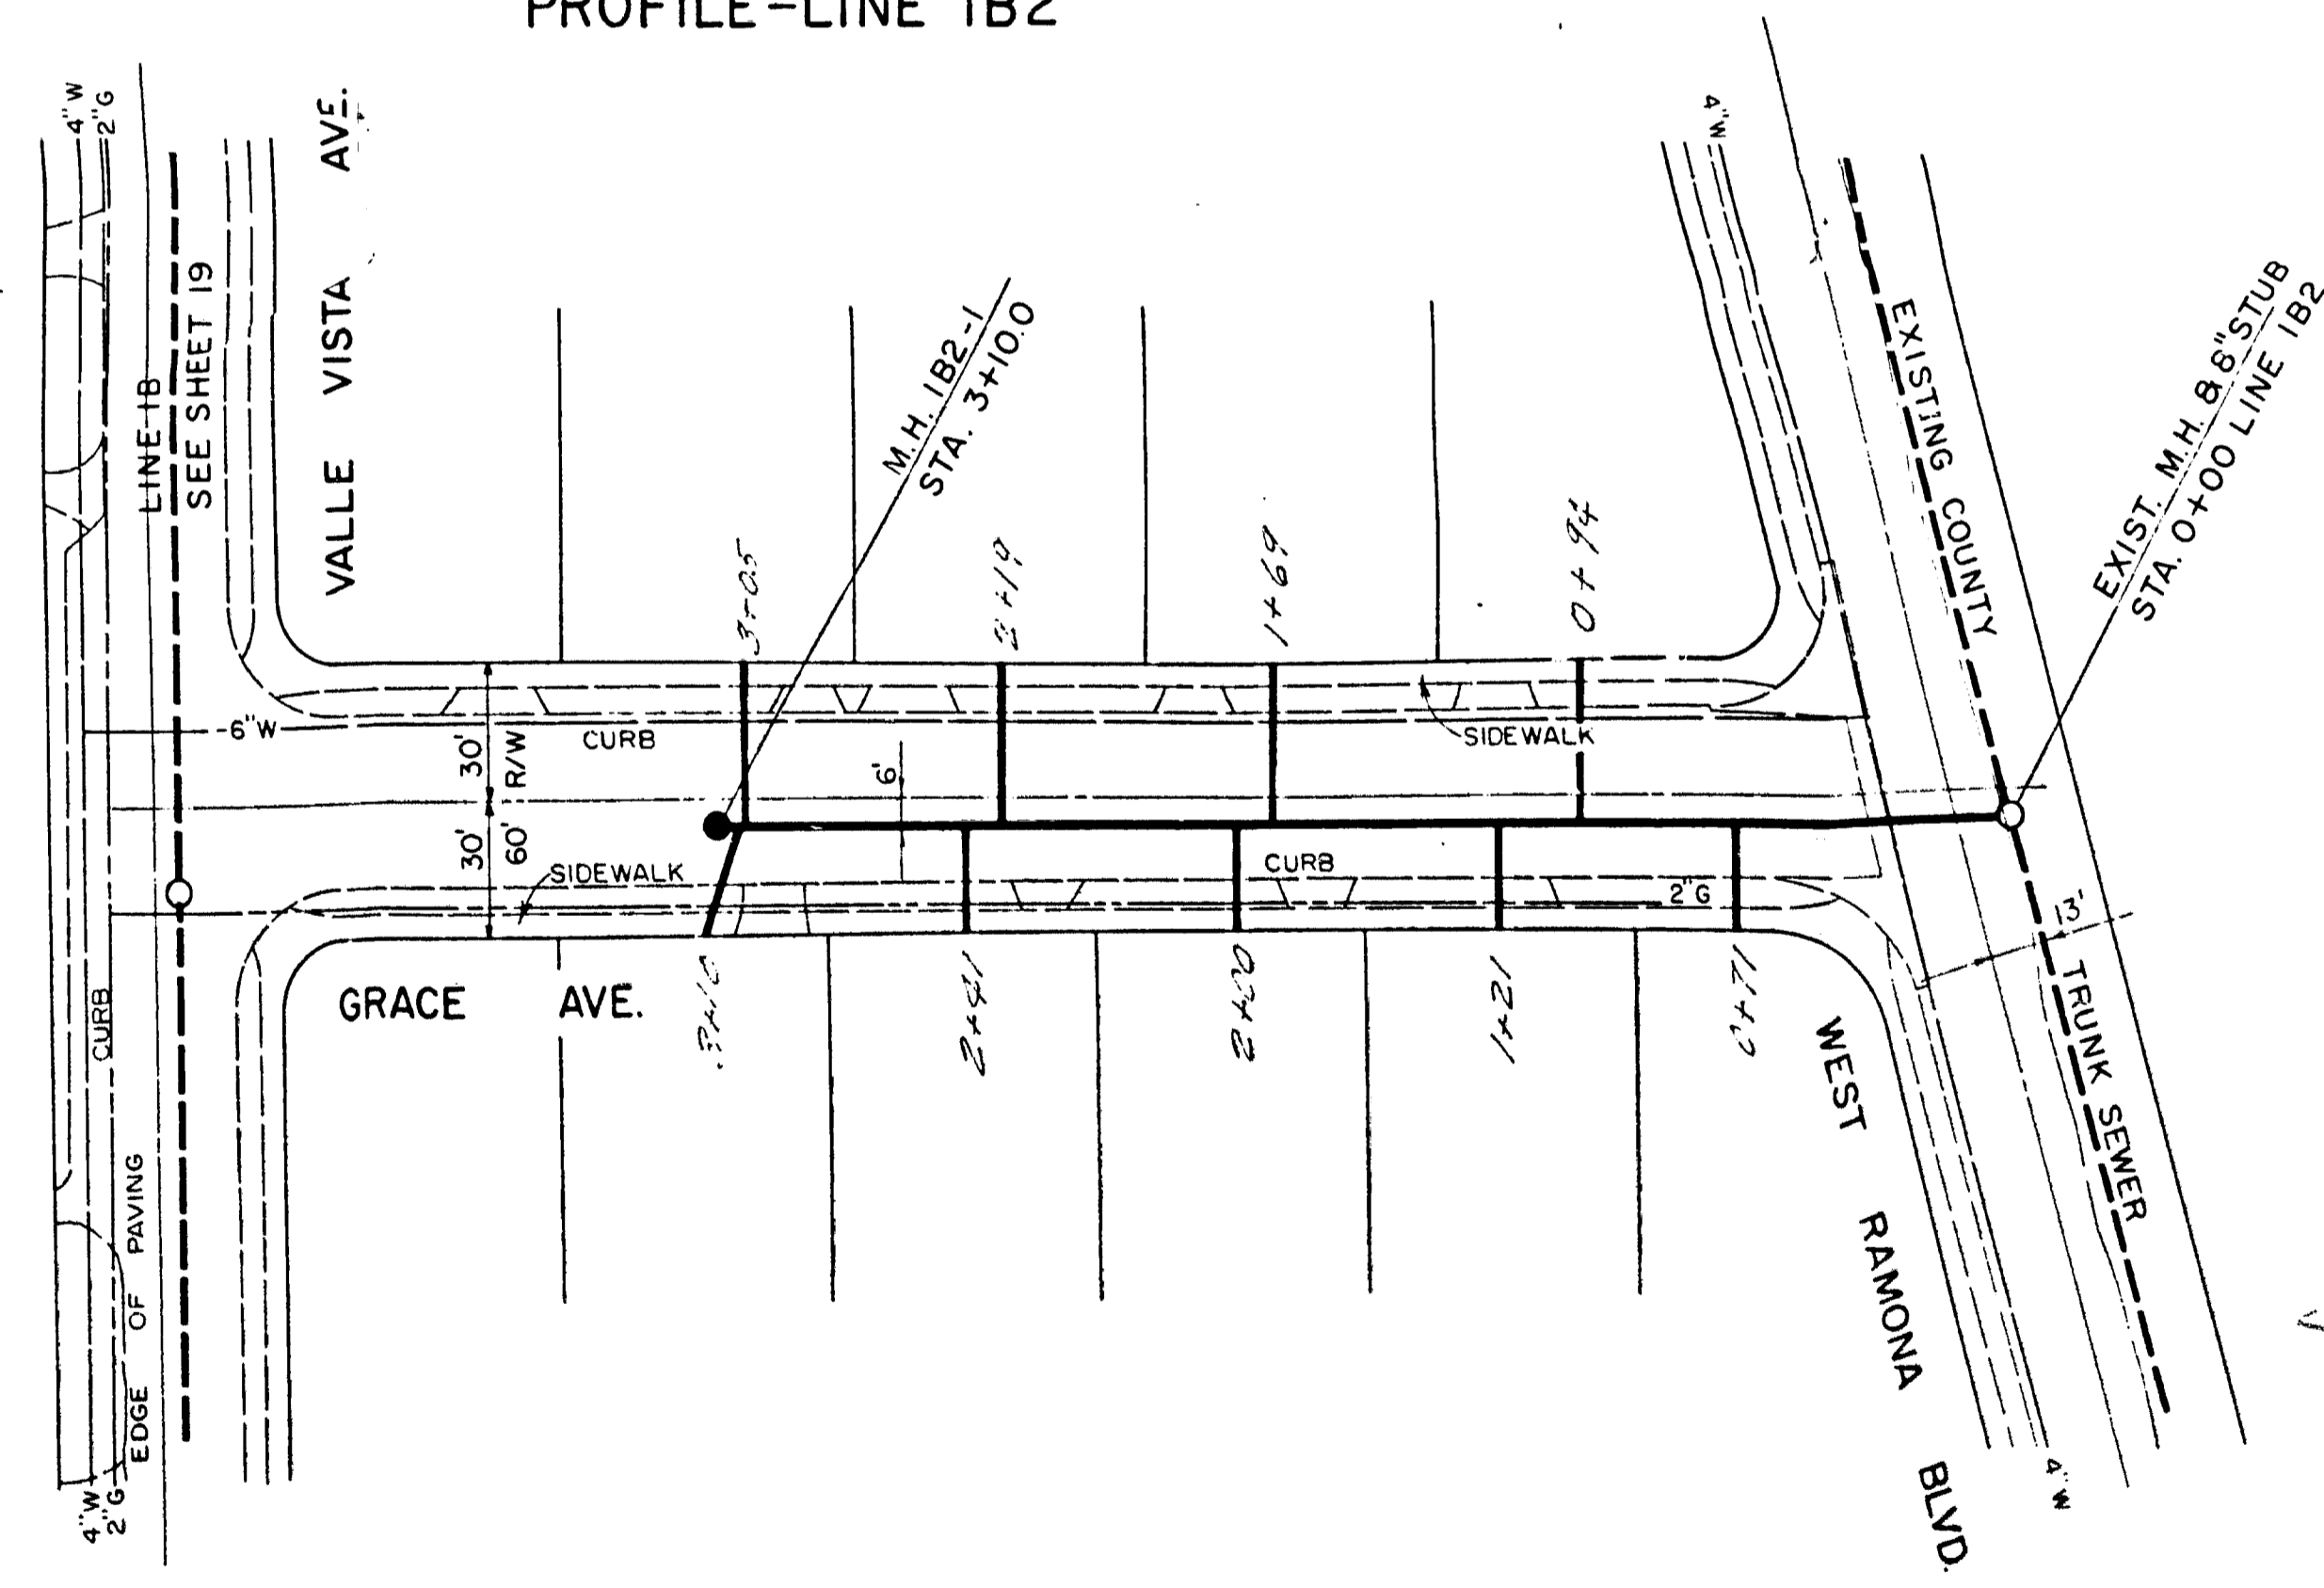 PROFILE-LINE 1B2
4"W
2"G
LINE 1B
SEE SHEET 19
VALLE VISTA AVE.
M.H. 1B2-1
STA. 3+10.0
4"W
EXISTING COUNTY
EXIST. M.H. & 8" STUB
STA. 0+00 LINE 1B2
3+05
1+69
0+94
6"W
CURB
30'
R/W
6'
SIDEWALK
30'
60'
SIDEWALK
CURB
2"G
13'
GRACE AVE.
2+41
2+00
1+21
0+71
TRUNK SEWER
WEST RAMONA BLVD.
CURB
EDGE OF PAVING
4"W
2"G
4"W